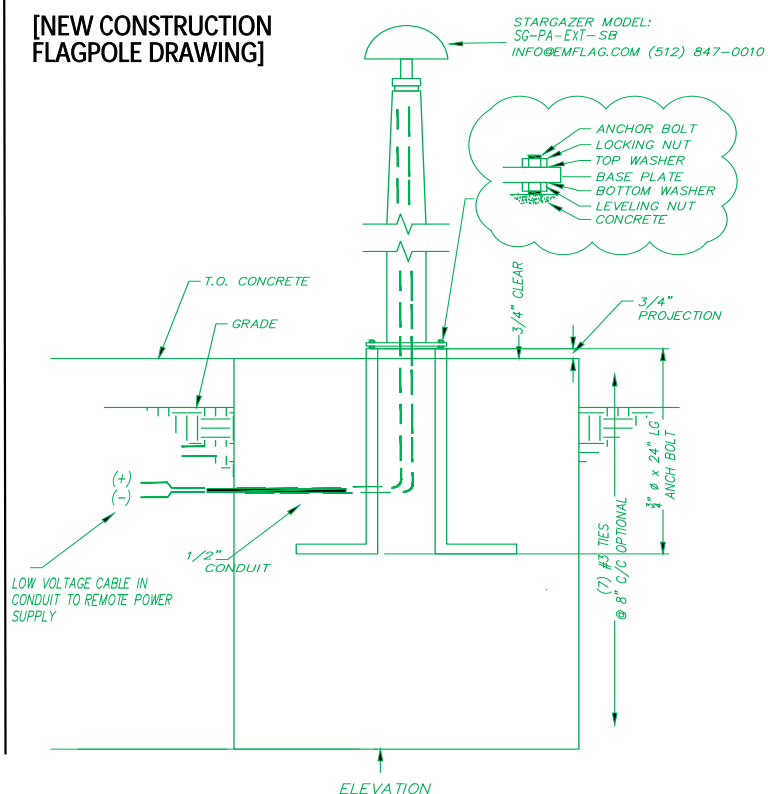 [NEW CONSTRUCTION
FLAGPOLE DRAWING]
STARGAZER MODEL:
SG-PA-EXT-SB
INFO@EMFLAG.COM (512) 847-0010
ANCHOR BOLT
LOCKING NUT
TOP WASHER
BASE PLATE
BOTTOM WASHER
LEVELING NUT
CONCRETE
T.O. CONCRETE
GRADE
3/4" CLEAR
3/4"
PROJECTION
3/4" ø x 24" LG
ANCH BOLT
(7) #3 TIES
@ 8" C/C OPTIONAL
(+)
(-)
1/2"
CONDUIT
LOW VOLTAGE CABLE IN
CONDUIT TO REMOTE POWER
SUPPLY
ELEVATION